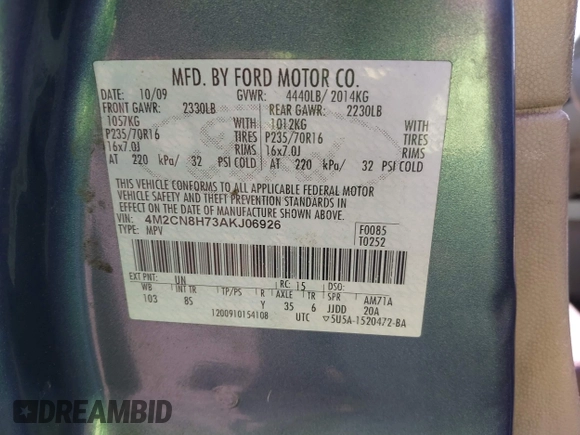 MFD. BY FORD MOTOR CO.
DATE: 10/09 GVWR: 4440LB/ 2014KG
FRONT GAWR: 2330LB REAR GAWR: 2230LB
1057KG WITH 1012KG WITH
P235/70R16 TIRES P235/70R16 TIRES
16x7.0J RIMS 16x7.0J RIMS
AT 220 kPa/ 32 PSI COLD AT 220 kPa/ 32 PSI COLD
THIS VEHICLE CONFORMS TO ALL APPLICABLE FEDERAL MOTOR
VEHICLE SAFETY AND THEFT PREVENTION STANDARDS IN
EFFECT ON THE DATE OF MANUFACTURE SHOWN ABOVE.
VIN: 4M2CN8H73AKJ06926 F0085
TYPE: MPV T0252
EXT PNT: UN RC: 15 DSO:
WB INT TR TP/PS R AXLE TR SPR AM71A
103 85 Y 35 6 JJDD 20A
1200910154108 UTC ▽5U5A-1520472-BA
DREAMBID